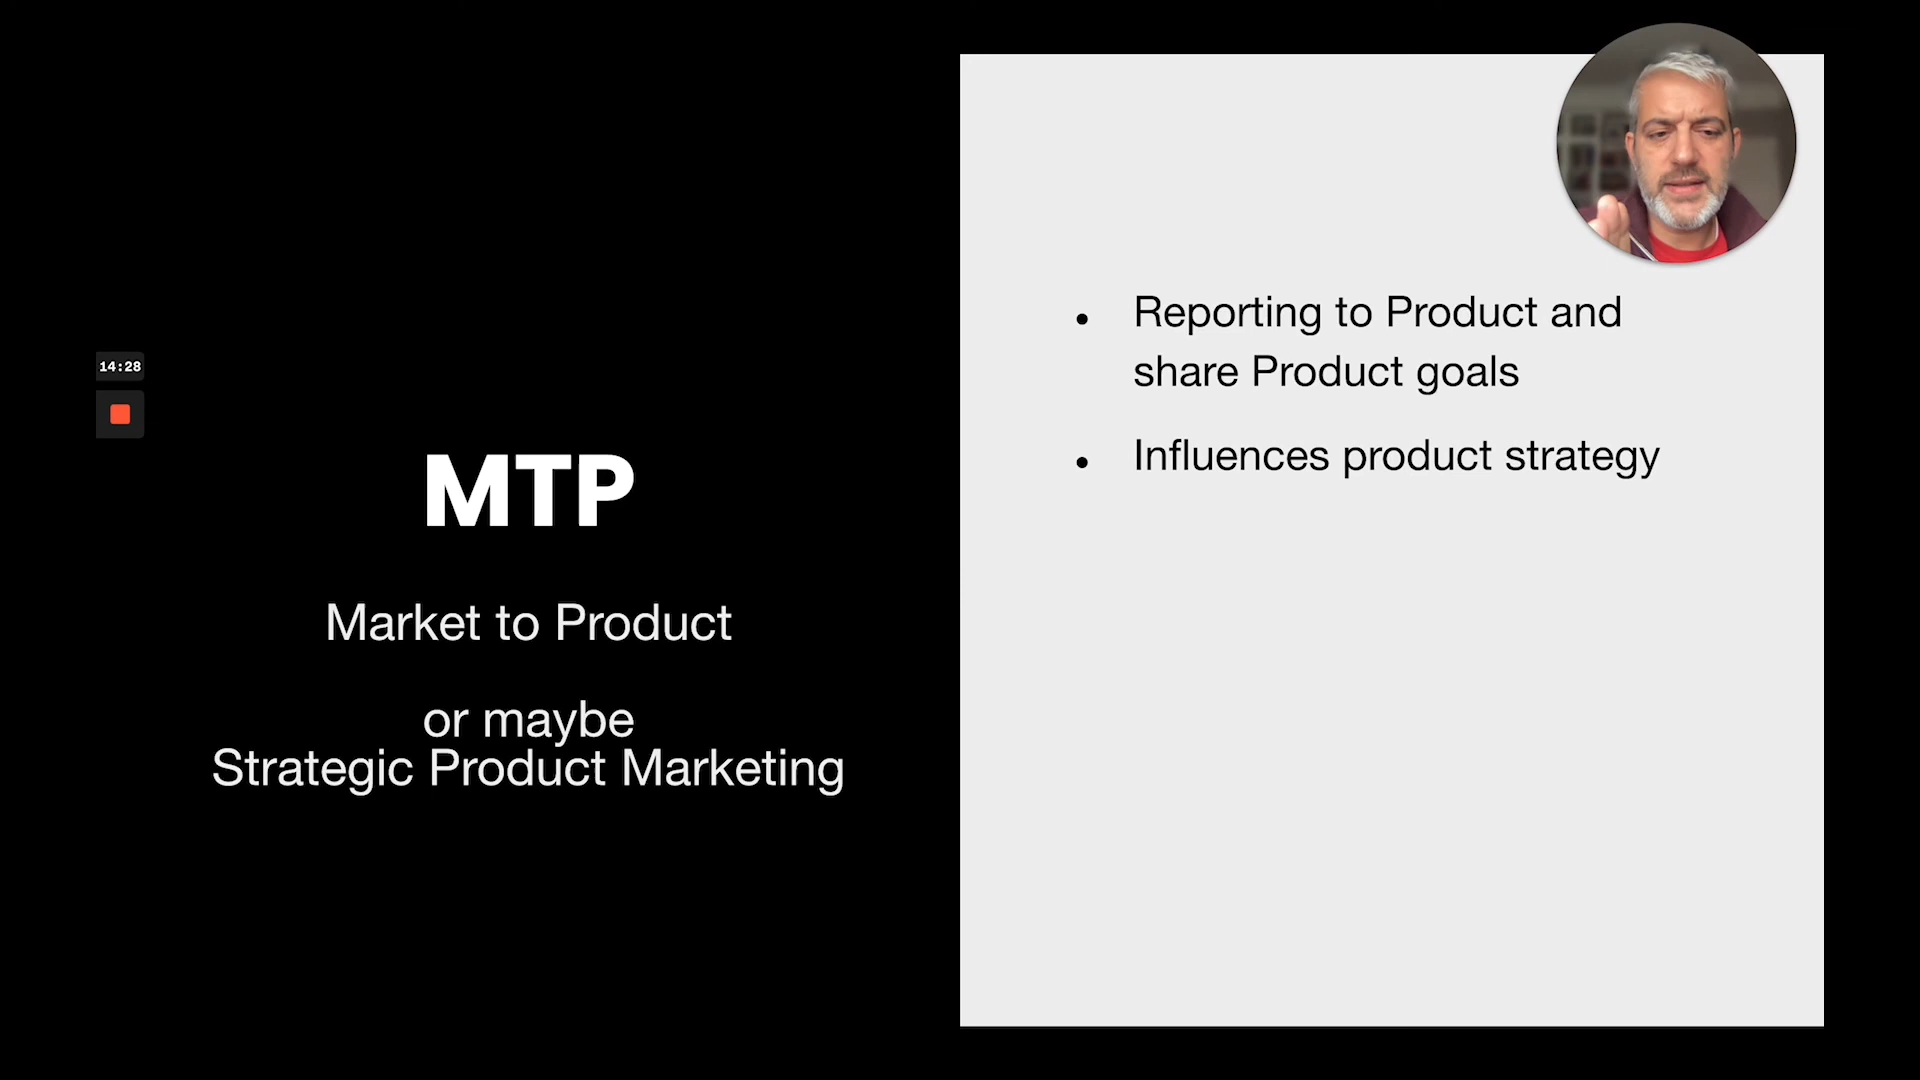 14:28
MTP
Market to Product
or maybe
Strategic Product Marketing
• Reporting to Product and
share Product goals
• Influences product strategy